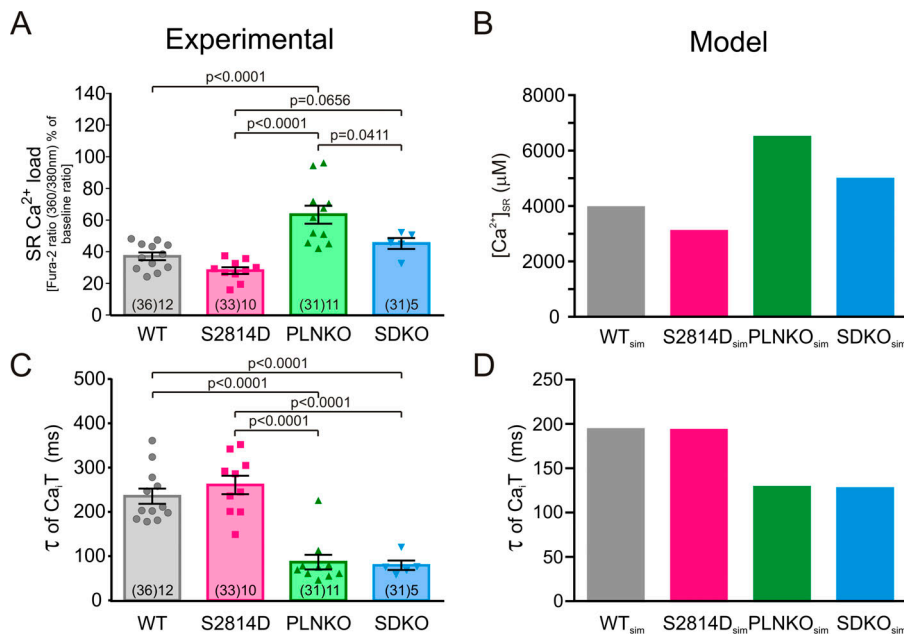 A
Experimental
SR Ca2+ load
[Fura-2 ratio (360/380nm) % of
baseline ratio]
140
120
100
80
60
40
20
0
p<0.0001
p=0.0656
p<0.0001
p=0.0411
(36)12
(33)10
(31)11
(31)5
WT
S2814D
PLNKO
SDKO
B
Model
[Ca2+]SR (µM)
8000
6000
4000
2000
0
WTsim
S2814Dsim
PLNKOsim
SDKOsim
C
τ of CaiT (ms)
500
400
300
200
100
0
p<0.0001
p<0.0001
p<0.0001
p<0.0001
(36)12
(33)10
(31)11
(31)5
WT
S2814D
PLNKO
SDKO
D
τ of CaiT (ms)
250
200
150
100
50
0
WTsim
S2814Dsim
PLNKOsim
SDKOsim